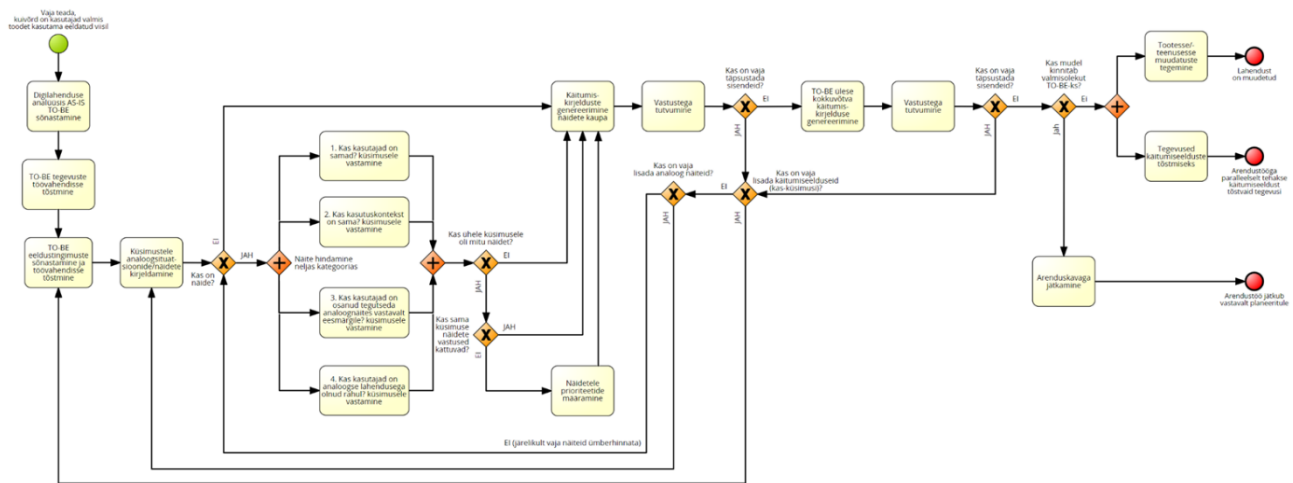 Vaja teada,
kuivõrd on kasutajad valmis
toodet kasutama eeldatud viisil
Digilahenduse
analüüsis AS-IS
TO-BE
sõnastamine
TO-BE tegevuste
töövahendisse
tõstmine
TO-BE
eeldustingimuste
sõnastamine ja
töövahendisse
tõstmine
Küsimustele
analoogsituat-
sioonide/näidete
kirjeldamine
Kas on
näide?
EI
JAH
Näite hindamine
neljas kategoorias
1. Kas kasutajad on
samad? küsimusele
vastamine
2. Kas kasutuskontekst
on sama? küsimusele
vastamine
3. Kas kasutajad on
osanud tegutseda
analoognäites vastavalt
eesmärgile? küsimusele
vastamine
4. Kas kasutajad on
analoogse lahendusega
olnud rahul? küsimusele
vastamine
Kas ühele küsimusele
oli mitu näidet?
EI
JAH
Kas sama
küsimuse
näidete
vastused
kattuvad?
JAH
EI
Näidetele
prioriteetide
määramine
Käitumis-
kirjelduste
genereerimine
näidete kaupa
Vastustega
tutvumine
Kas on vaja
täpsustada
sisendeid?
EI
JAH
TO-BE ülese
kokkuvõtva
käitumis-
kirjelduse
genereerimine
Vastustega
tutvumine
Kas on vaja
täpsustada
sisendeid?
EI
JAH
Kas mudel
kinnitab
valmisolekut
TO-BE-ks?
EI
Jah
Tootesse/-
teenusesse
muudatuste
tegemine
Lahendust
on muudetud
Tegevused
käitumiseelduste
tõstmiseks
Arendustööga
paralleelselt tehakse
käitumiseeldust
tõstvaid tegevusi
Arenduskavaga
jätkamine
Arendustöö jätkub
vastavalt planeeritule
Kas on vaja
lisada analoog näiteid?
EI
JAH
Kas on vaja
lisada käitumiseelduseid
(kas-küsimusi)?
JAH
EI (järelikult vaja näiteid ümberhinnata)